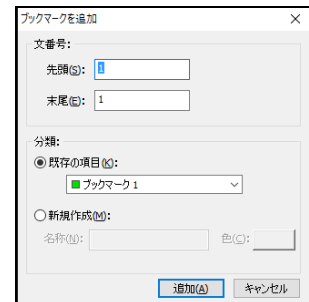 ブックマークを追加
文番号:
先頭(S): 1
末尾(E): 1
分類:
既存の項目(K):
ブックマーク 1
新規作成(M):
名称(N): 色(C):
追加(A) キャンセル